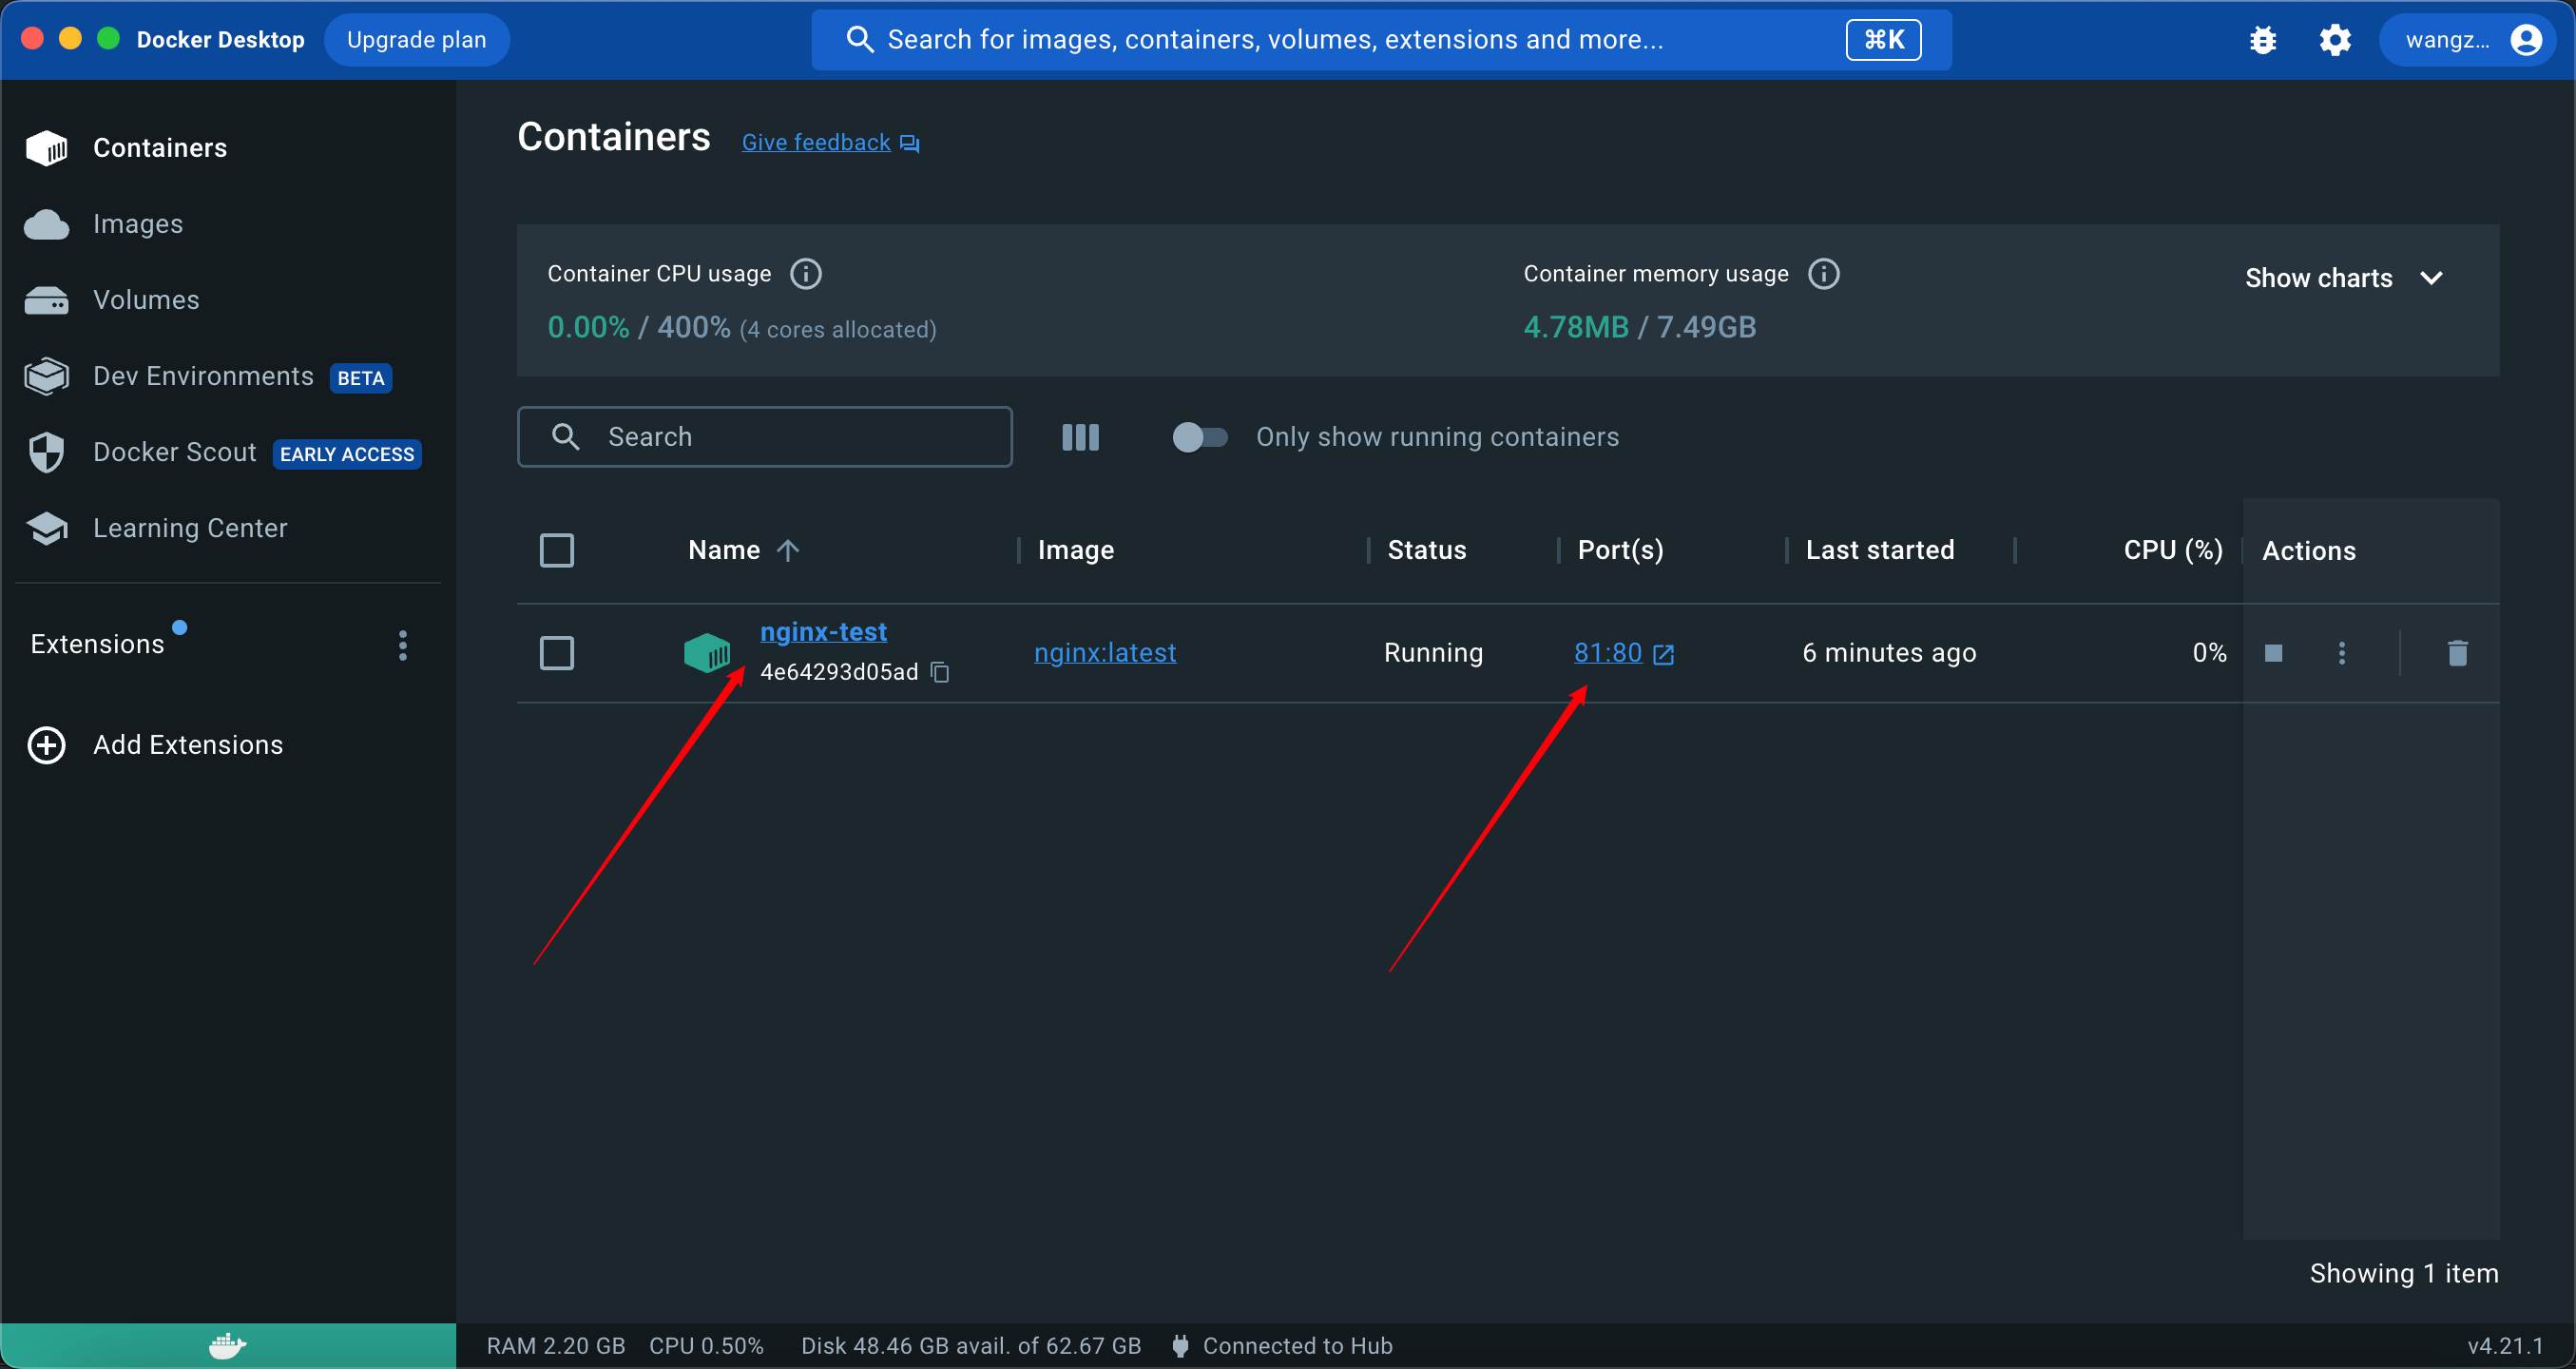 Docker Desktop
Upgrade plan
Search for images, containers, volumes, extensions and more...
⌘K
wangz...
Containers
Images
Volumes
Dev Environments BETA
Docker Scout EARLY ACCESS
Learning Center
Extensions
Add Extensions
Containers
Give feedback
Container CPU usage
0.00% / 400% (4 cores allocated)
Container memory usage
4.78MB / 7.49GB
Show charts
Search
Only show running containers
Name Image Status Port(s) Last started CPU (%) Actions
nginx-test
4e64293d05ad
nginx:latest
Running
81:80
6 minutes ago
0%
Showing 1 item
RAM 2.20 GB CPU 0.50% Disk 48.46 GB avail. of 62.67 GB Connected to Hub
v4.21.1